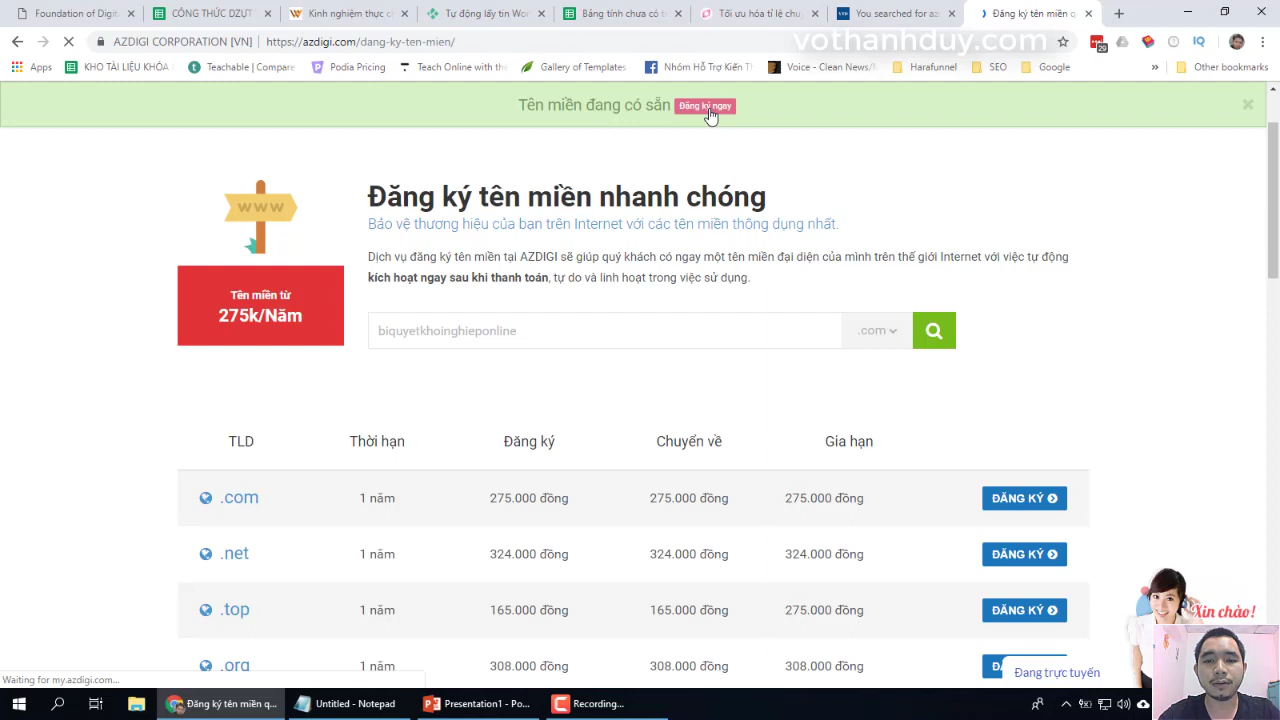 Foundation of Digital
CÔNG THỨC DỰT
Kinh nghiệm thực c
Tự động lấy tin Wor
Bảng tính chưa có t
Tối ưu hóa tỉ lệ chuy
You searched for az
Đăng ký tên miền q
vothanhduy.com
AZDIGI CORPORATION [VN] | https://azdigi.com/dang-ky-ten-mien/
29
IQ
Apps
KHO TÀI LIỆU KHÓA
Teachable | Compare
Podia Pricing
Teach Online with the
Gallery of Templates
Nhóm Hỗ Trợ Kiến T
Voice - Clean News/
Harafunnel
SEO
Google
»
Other bookmarks
Tên miền đang có sẵn Đăng ký ngay
WWW
Đăng ký tên miền nhanh chóng
Bảo vệ thương hiệu của bạn trên Internet với các tên miền thông dụng nhất.
Dịch vụ đăng ký tên miền tại AZDIGI sẽ giúp quý khách có ngay một tên miền đại diện của mình trên thế giới Internet với việc tự động
kích hoạt ngay sau khi thanh toán, tự do và linh hoạt trong việc sử dụng.
Tên miền từ
275k/Năm
biquyetkhoinghieponline
.com
TLD Thời hạn Đăng ký Chuyển về Gia hạn
.com 1 năm 275.000 đồng 275.000 đồng 275.000 đồng ĐĂNG KÝ
.net 1 năm 324.000 đồng 324.000 đồng 324.000 đồng ĐĂNG KÝ
.top 1 năm 165.000 đồng 165.000 đồng 275.000 đồng ĐĂNG KÝ
.org 1 năm 308.000 đồng 308.000 đồng 308.000 đồng
Xin chào!
Đang trực tuyến
Waiting for my.azdigi.com...
Đăng ký tên miền q...
Untitled - Notepad
Presentation1 - Po...
Recording...